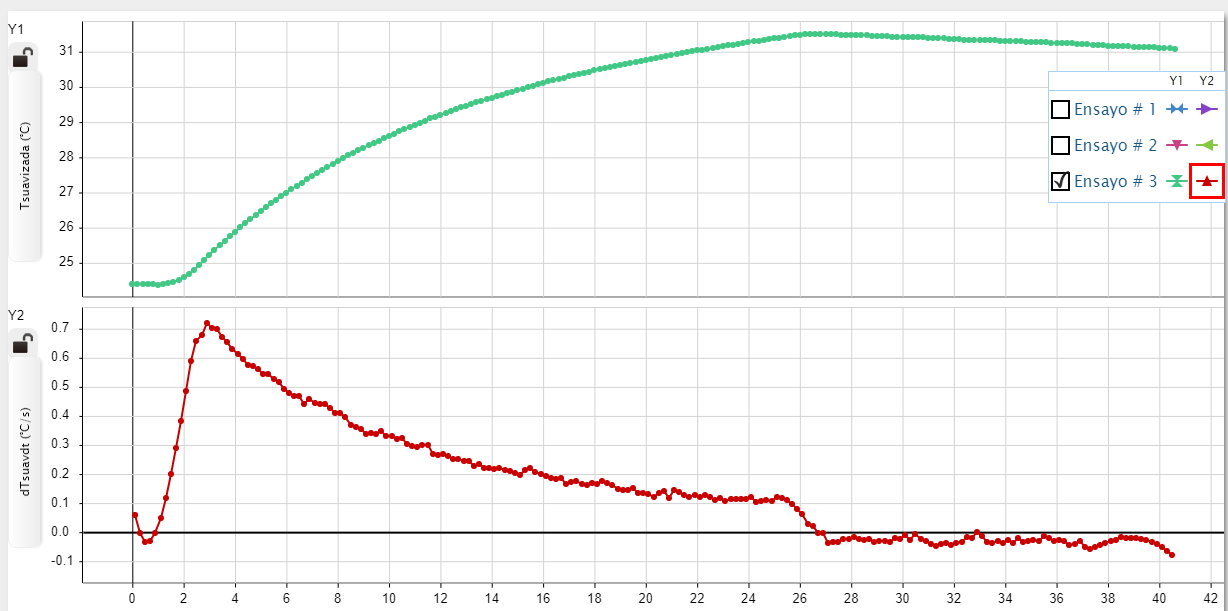 Y1
31
30
29
28
27
26
25
Tsuavizada (°C)
Y1 Y2
Ensayo # 1
Ensayo # 2
Ensayo # 3
Y2
0.7
0.6
0.5
0.4
0.3
0.2
0.1
0.0
-0.1
dTsuavdt (°C/s)
0 2 4 6 8 10 12 14 16 18 20 22 24 26 28 30 32 34 36 38 40 42